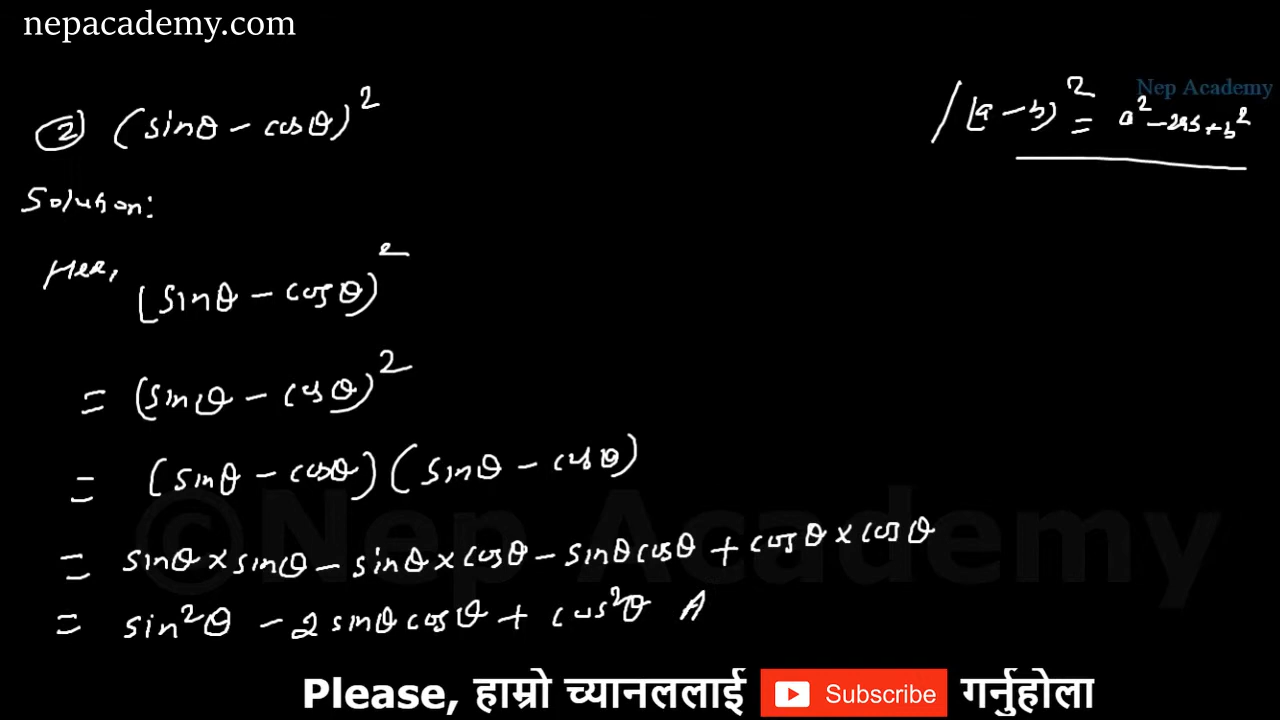 nepacademy.com
Nep Academy
② (sinθ - cosθ)²
/ (a - b)² = a² - 2ab + b²
Solution:
Here,
(sinθ - cosθ)²
= (sinθ - cosθ)²
= (sinθ - cosθ) (sinθ - cosθ)
= sinθ × sinθ - sinθ × cosθ - sinθ cosθ + cosθ × cosθ
= sin²θ - 2 sinθ cosθ + cos²θ A
©Nep Academy
Please, हाम्रो च्यानललाई Subscribe गर्नुहोला